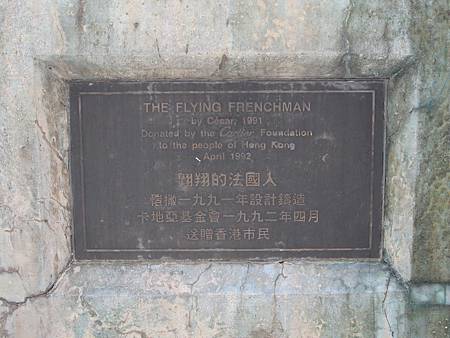 THE FLYING FRENCHMAN
by César, 1991
Donated by the Cartier Foundation
to the people of Hong Kong
April 1992
翱翔的法國人
愷撒一九九一年設計鑄造
卡地亞基金會一九九二年四月
送贈香港市民